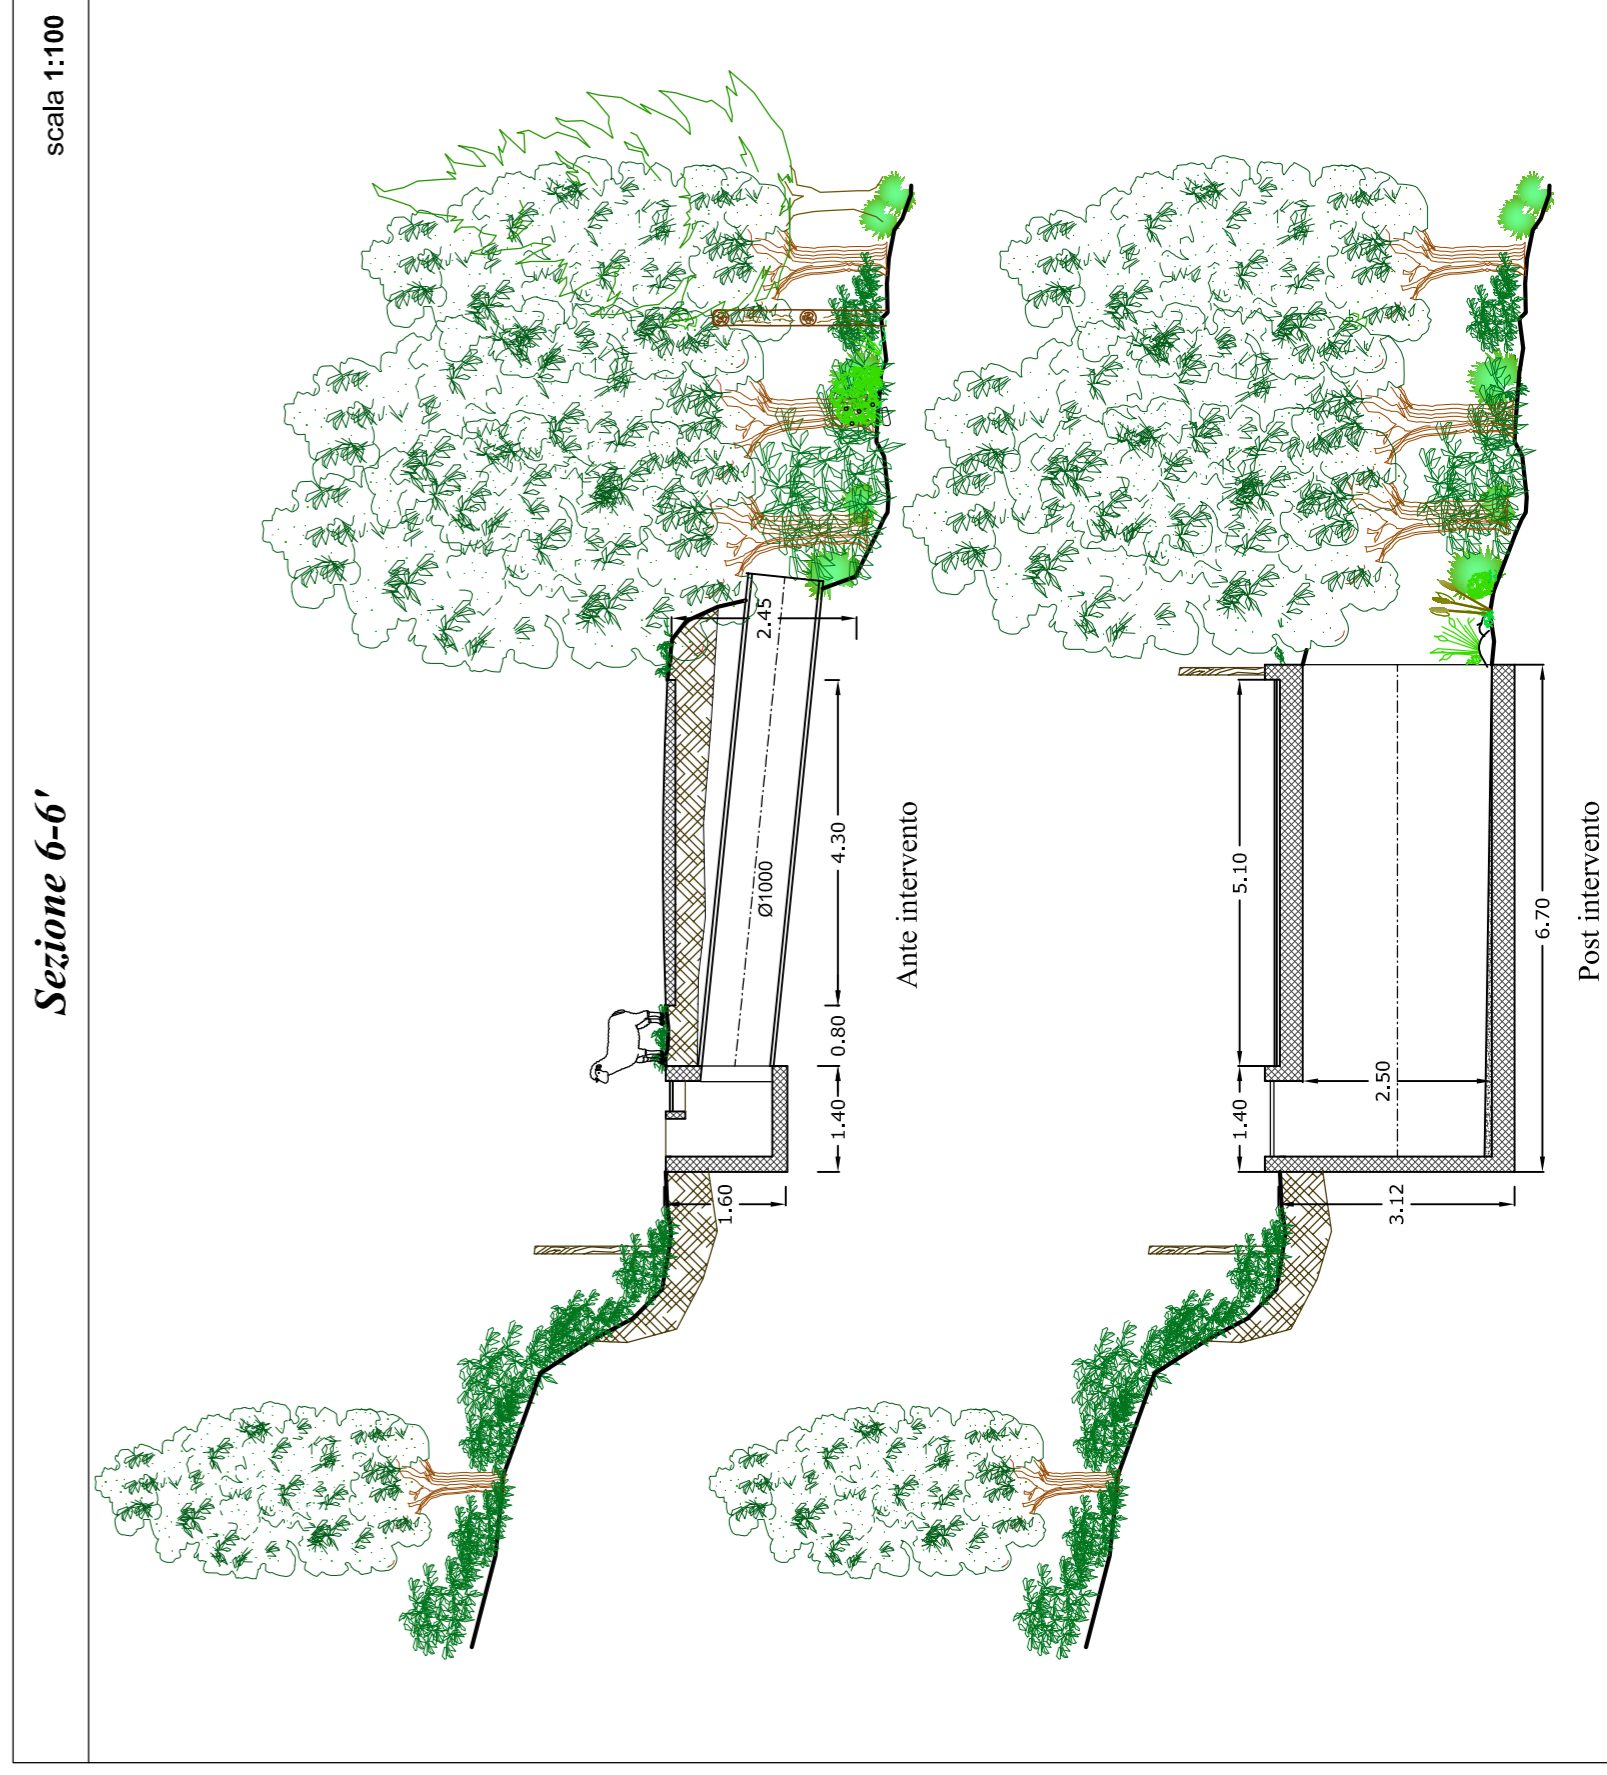 Sezione 6-6'
scala 1:100
1.60
1.40
0.80
4.30
2.45
Ø1000
Ante intervento
1.40
5.10
2.50
3.12
6.70
Post intervento